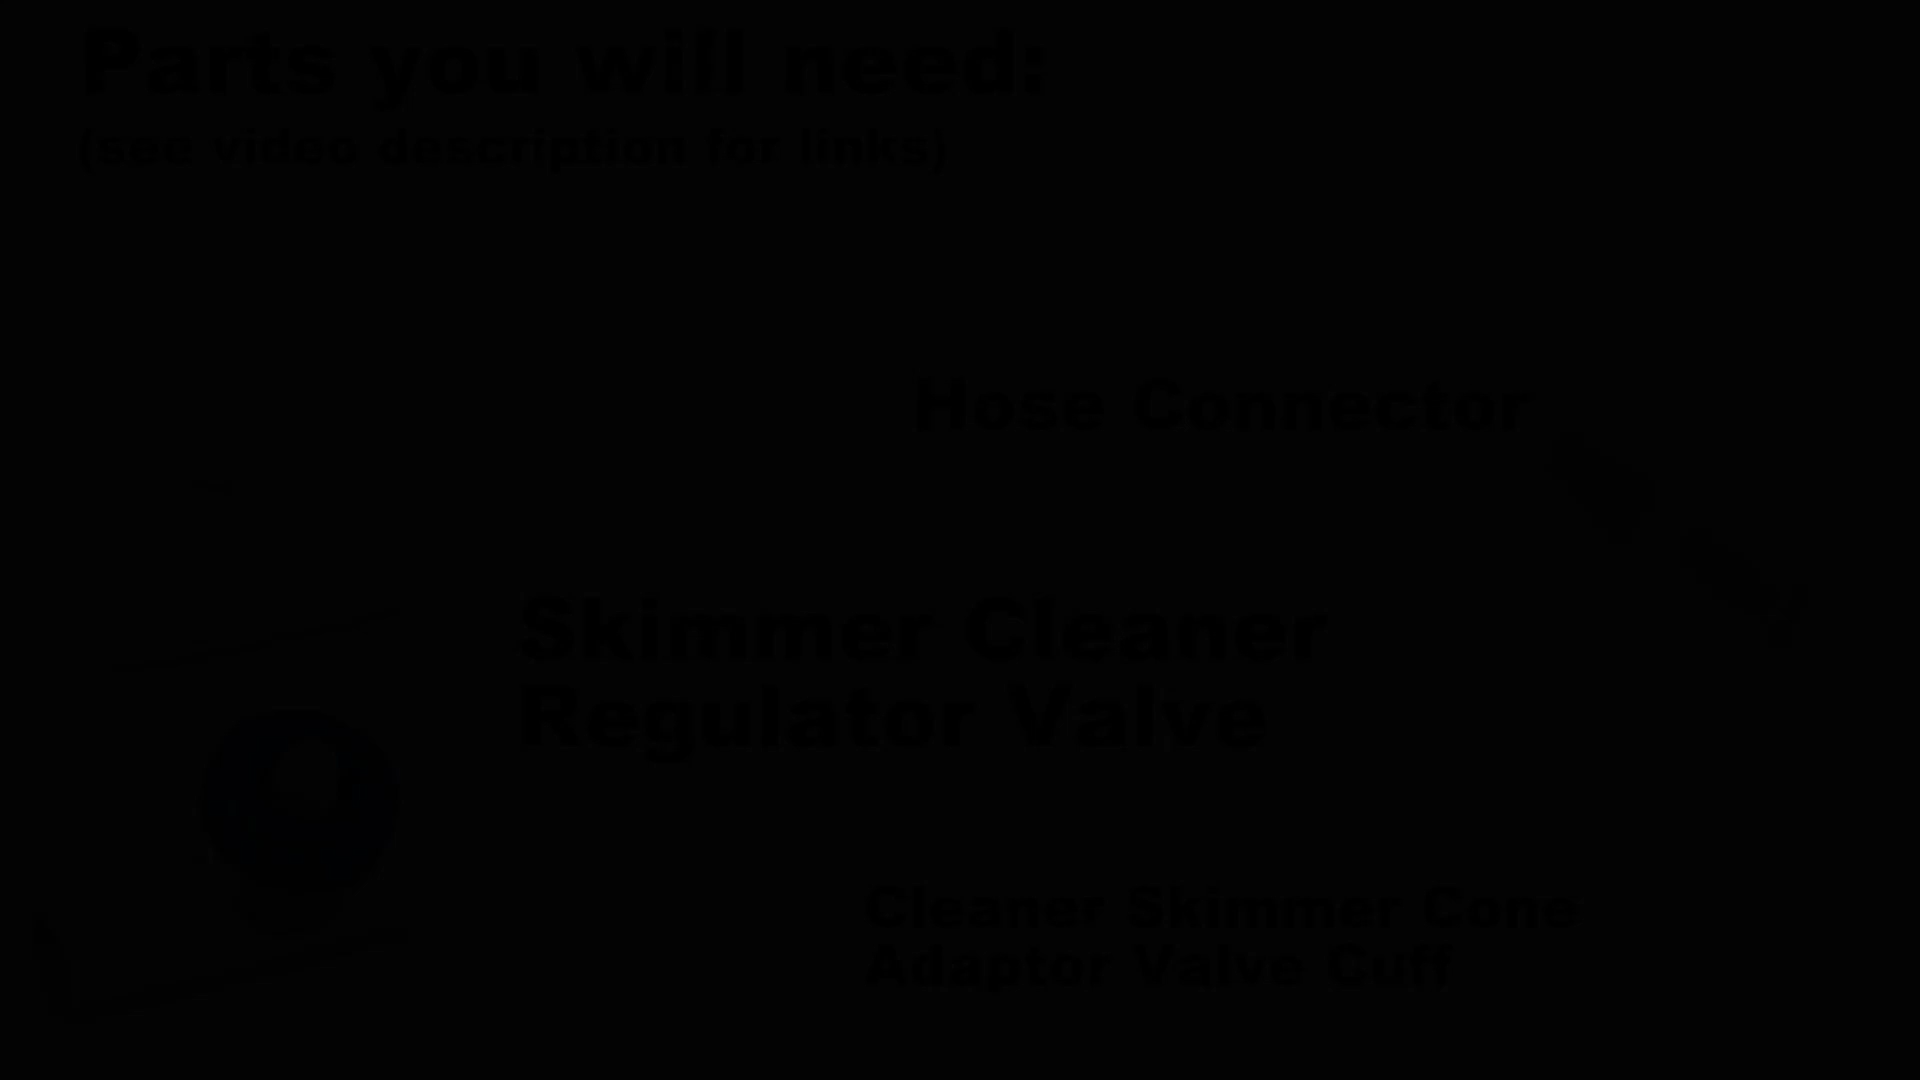 Parts you will need:
(see video description for links)
Hose Connector
Skimmer Cleaner
Regulator Valve
Cleaner Skimmer Cone
Adaptor Valve Cuff